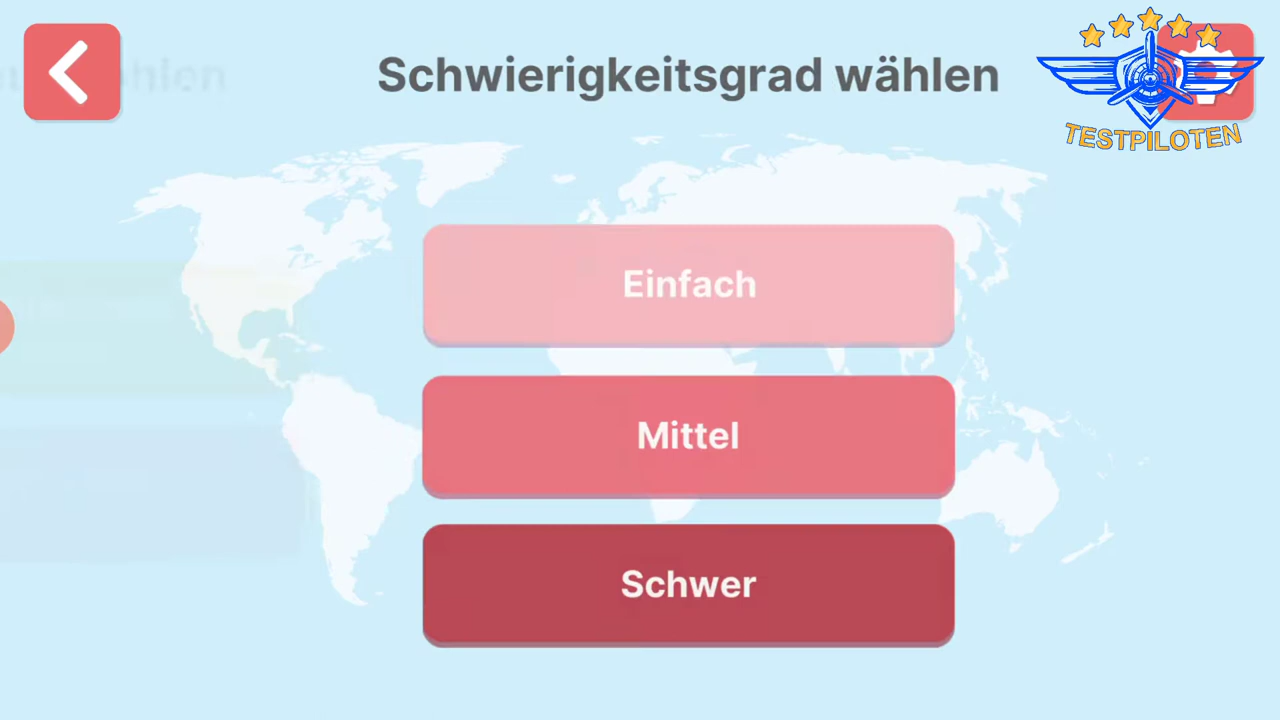 Schwierigkeitsgrad wählen
TESTPILOTEN
Einfach
Mittel
Schwer